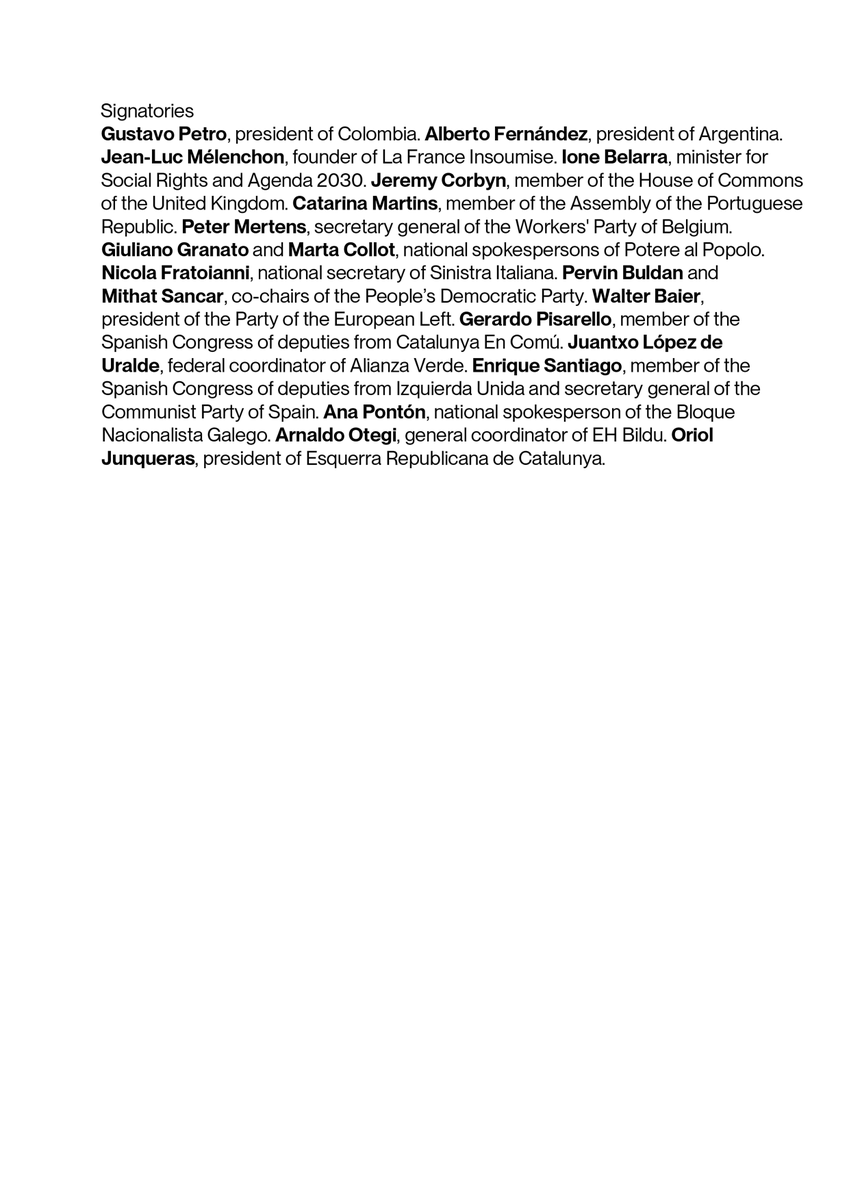 Signatories
Gustavo Petro, president of Colombia. Alberto Fernández, president of Argentina.
Jean-Luc Mélenchon, founder of La France Insoumise. Ione Belarra, minister for
Social Rights and Agenda 2030. Jeremy Corbyn, member of the House of Commons
of the United Kingdom. Catarina Martins, member of the Assembly of the Portuguese
Republic. Peter Mertens, secretary general of the Workers' Party of Belgium.
Giuliano Granato and Marta Collot, national spokespersons of Potere al Popolo.
Nicola Fratoianni, national secretary of Sinistra Italiana. Pervin Buldan and
Mithat Sancar, co-chairs of the People’s Democratic Party. Walter Baier,
president of the Party of the European Left. Gerardo Pisarello, member of the
Spanish Congress of deputies from Catalunya En Comú. Juantxo López de
Uralde, federal coordinator of Alianza Verde. Enrique Santiago, member of the
Spanish Congress of deputies from Izquierda Unida and secretary general of the
Communist Party of Spain. Ana Pontón, national spokesperson of the Bloque
Nacionalista Galego. Arnaldo Otegi, general coordinator of EH Bildu. Oriol
Junqueras, president of Esquerra Republicana de Catalunya.